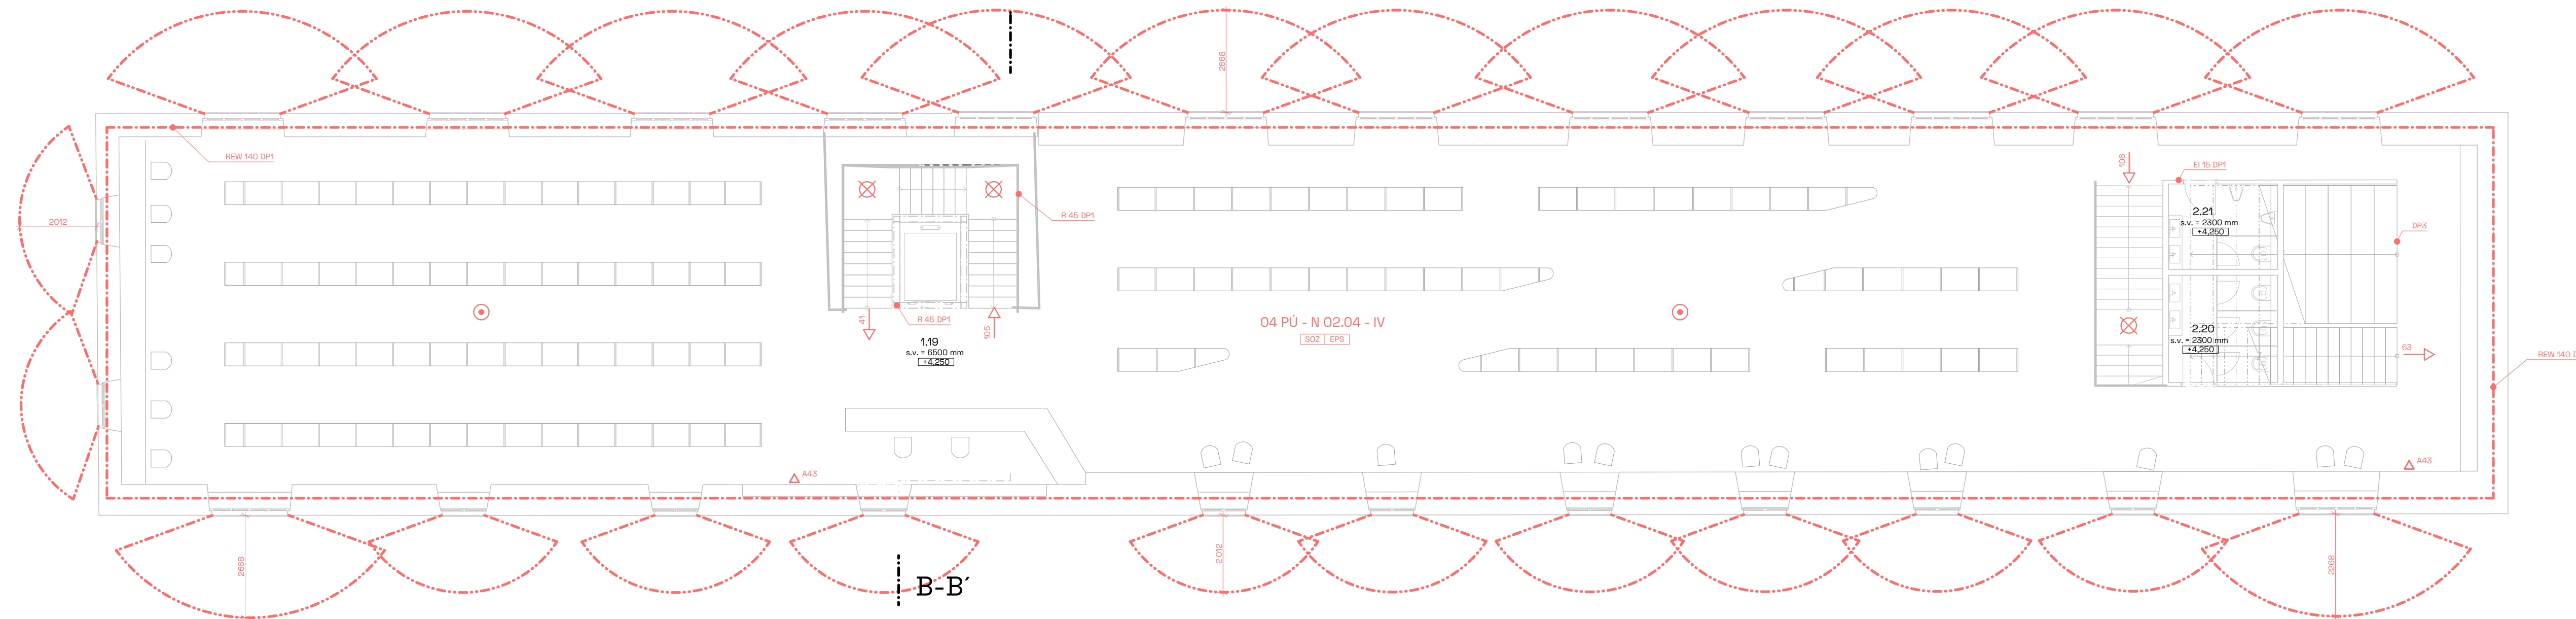 2668
REW 140 DP1
106
EI 15 DP1
2.21
s.v. = 2300 mm
+4,250
R 45 DP1
2012
DP3
41
R 45 DP1
105
04 PÚ - N 02.04 - IV
SOZ EPS
1.19
s.v. = 6500 mm
+4,250
2.20
s.v. = 2300 mm
+4,250
63
REW 140 D
A43
A43
2668
2 012
2268
B-B´